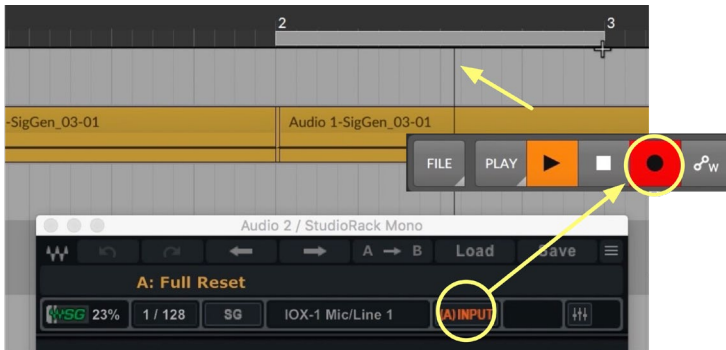 2 3
-SigGen_03-01 Audio 1-SigGen_03-01
FILE PLAY W
Audio 2 / StudioRack Mono
A → B Load Save
A: Full Reset
SG 23% 1 / 128 SG IOX-1 Mic/Line 1 (A) INPUT